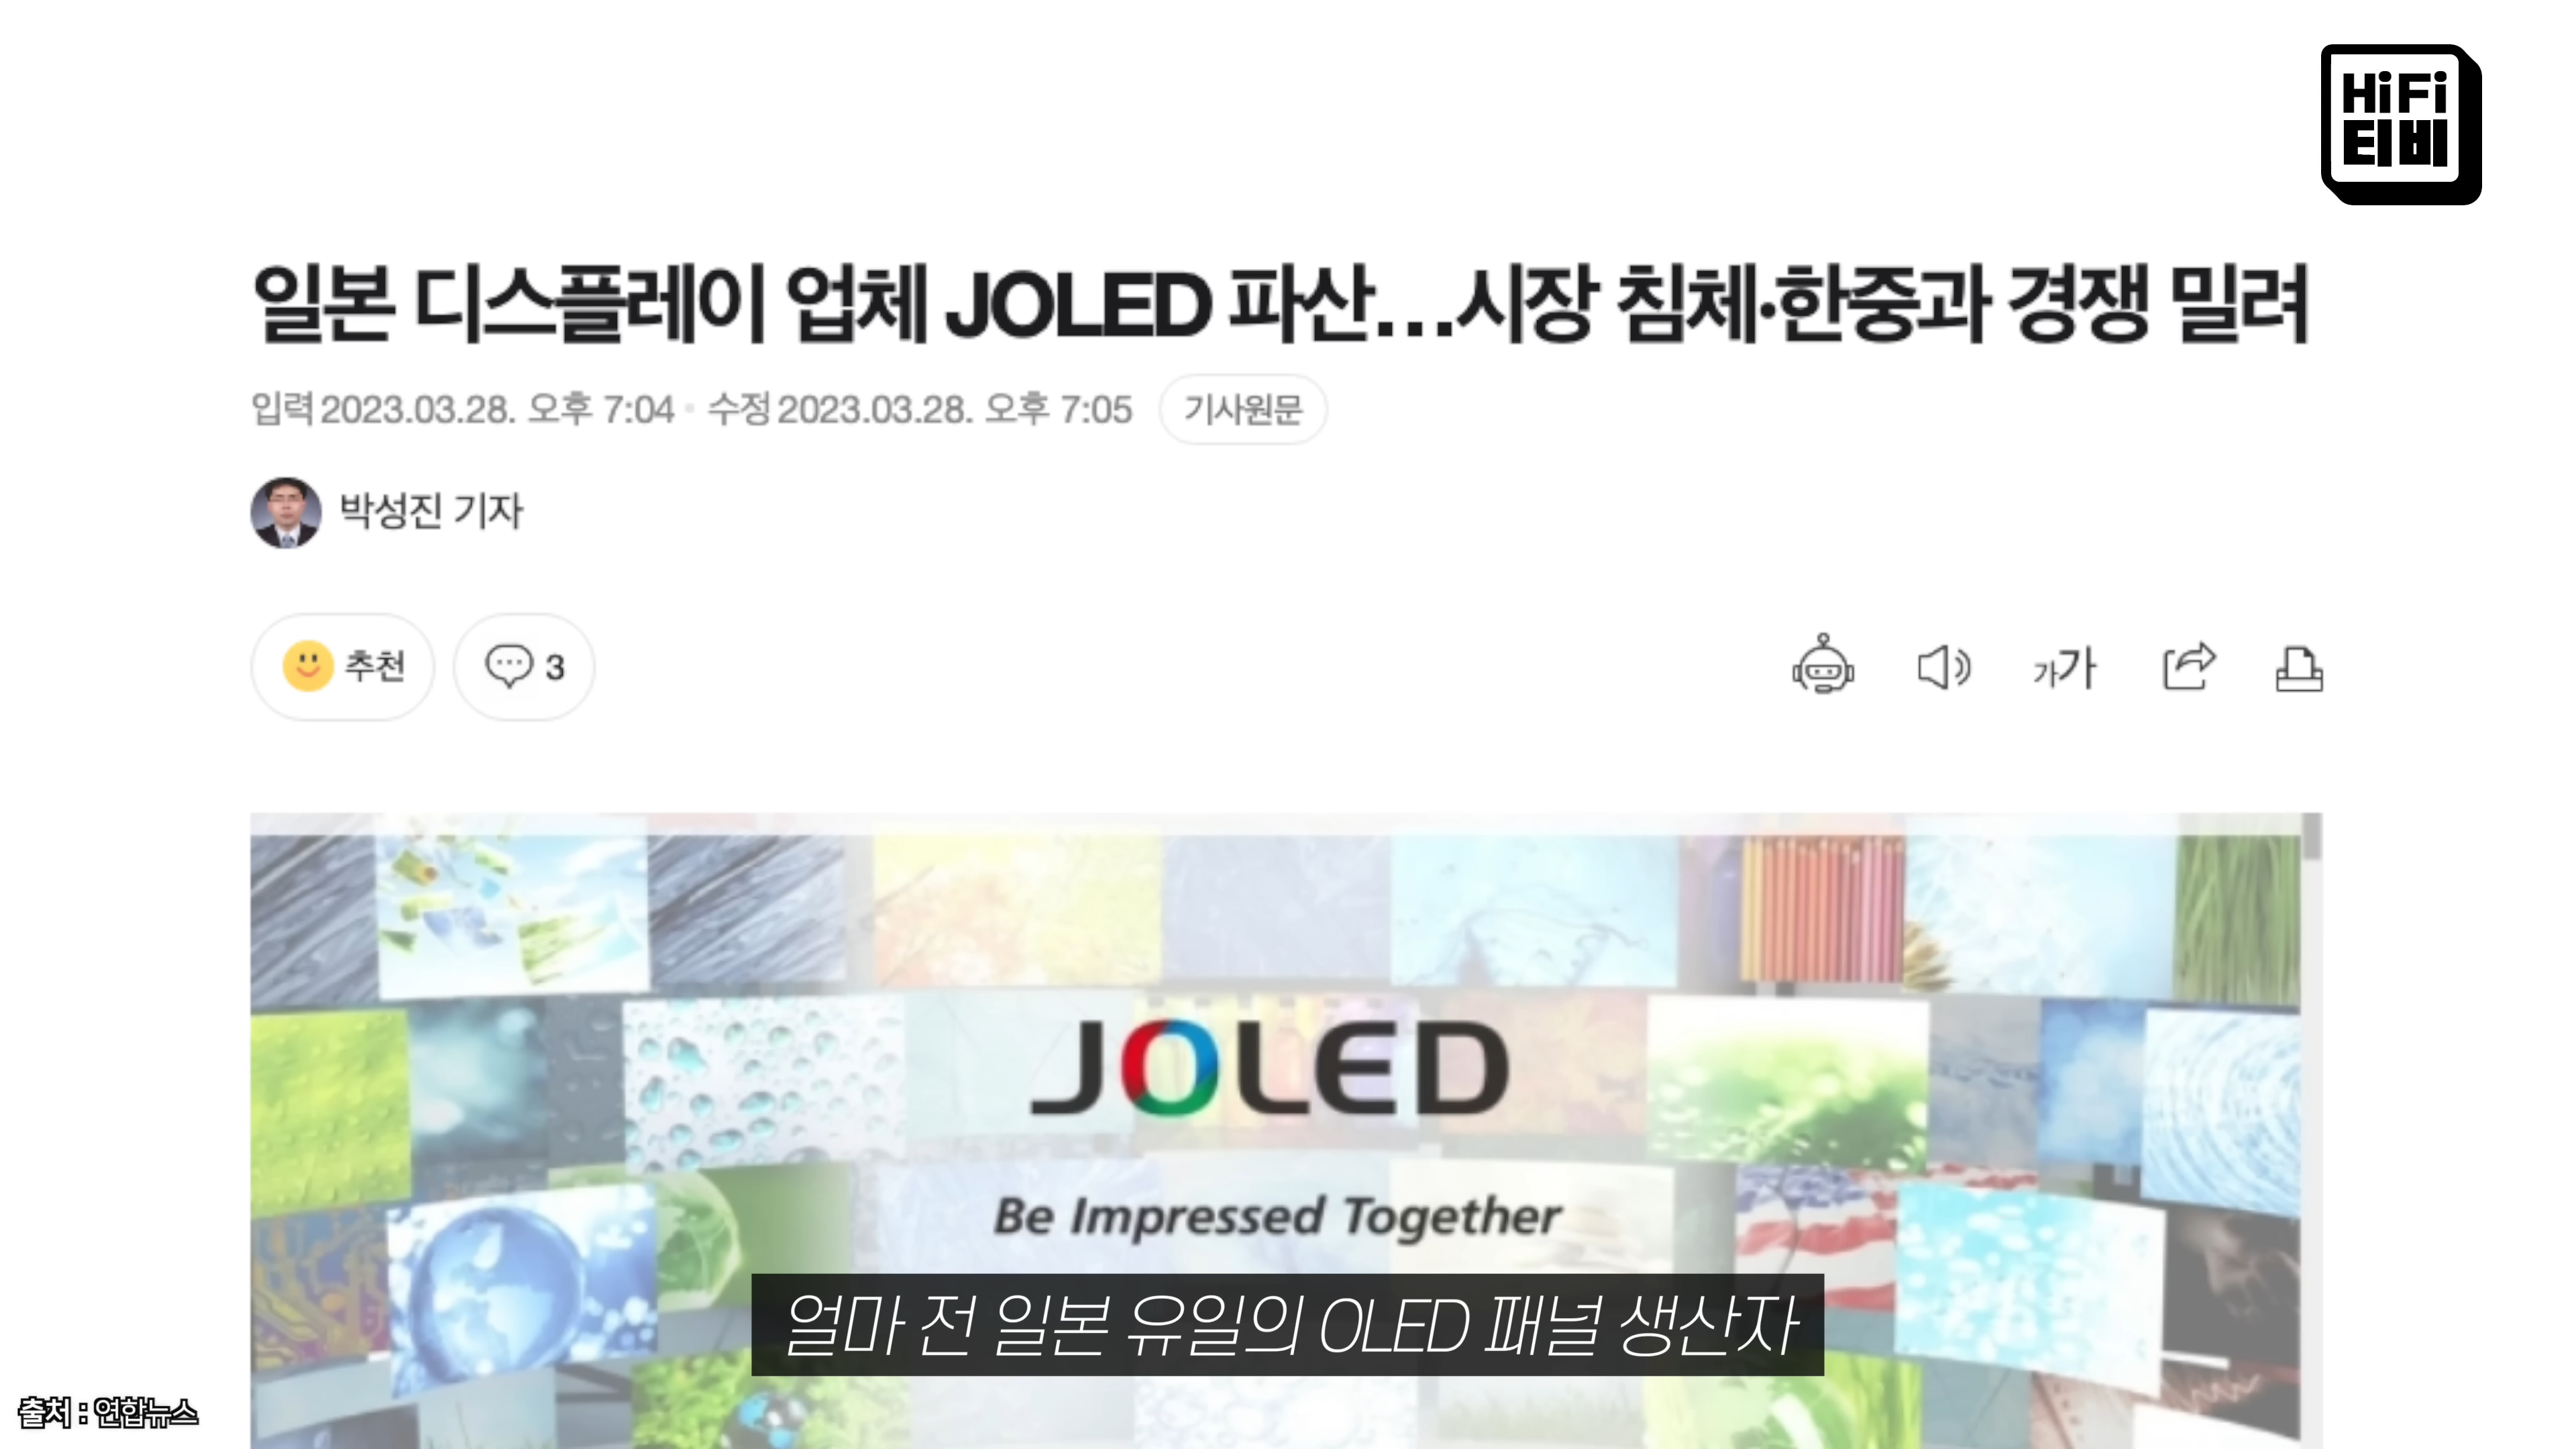 HiFi
티비
일본 디스플레이 업체 JOLED 파산...시장 침체·한중과 경쟁 밀려
입력 2023.03.28. 오후 7:04 · 수정 2023.03.28. 오후 7:05 기사원문
박성진 기자
추천 3
가가
JOLED
Be Impressed Together
얼마 전 일본 유일의 OLED 패널 생산자
출처 : 연합뉴스